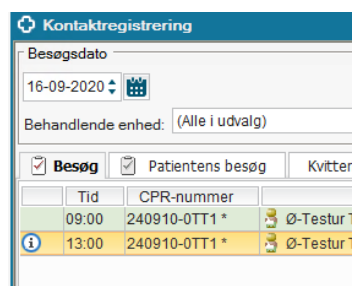 Kontaktregistrering
Besøgsdato
16-09-2020
Behandlende enhed: (Alle i udvalg)
Besøg Patientens besøg
Tid CPR-nummer
09:00 240910-0TT1 * Ø-Testur
13:00 240910-0TT1 * Ø-Testur